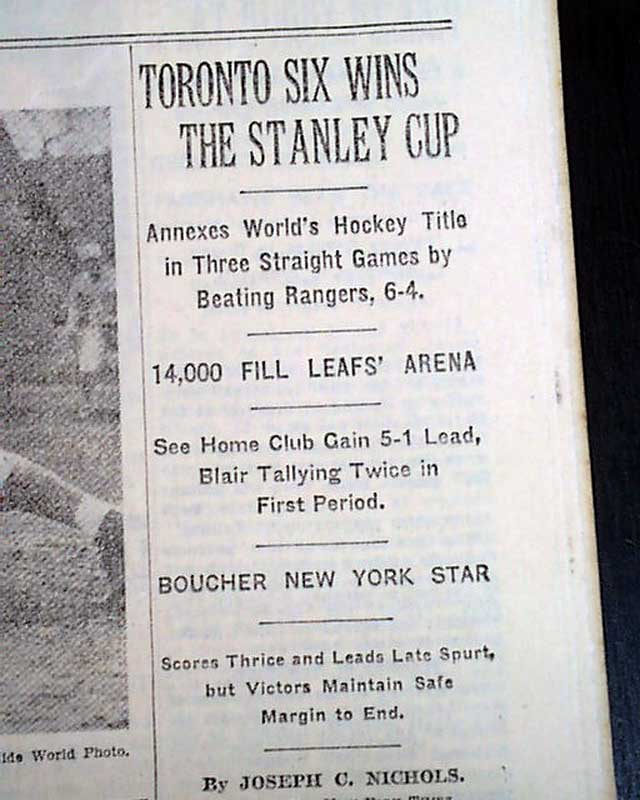 TORONTO SIX WINS
THE STANLEY CUP
Annexes World's Hockey Title
in Three Straight Games by
Beating Rangers, 6-4.
14,000 FILL LEAFS' ARENA
See Home Club Gain 5-1 Lead,
Blair Tallying Twice in
First Period.
BOUCHER NEW YORK STAR
Scores Thrice and Leads Late Spurt,
but Victors Maintain Safe
Margin to End.
ide World Photo.
By JOSEPH C. NICHOLS.